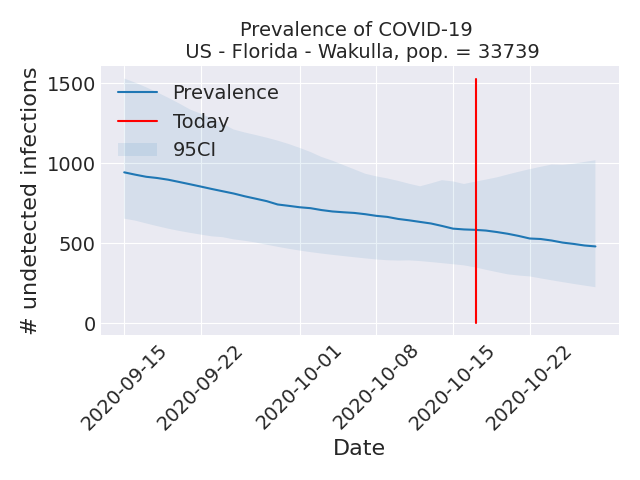 Prevalence of COVID-19
US - Florida - Wakulla, pop. = 33739
# undetected infections
1500
1000
500
0
Prevalence
Today
95CI
2020-09-15
2020-09-22
2020-10-01
2020-10-08
2020-10-15
2020-10-22
Date